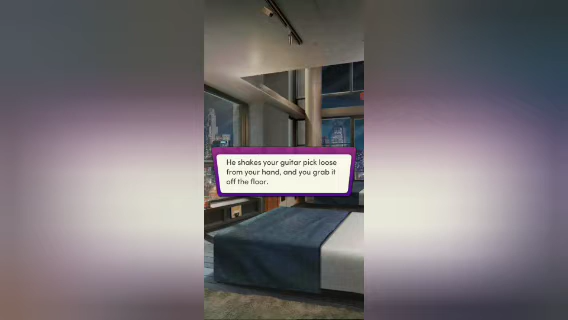 He shakes your guitar pick loose
from your hand, and you grab it
off the floor.